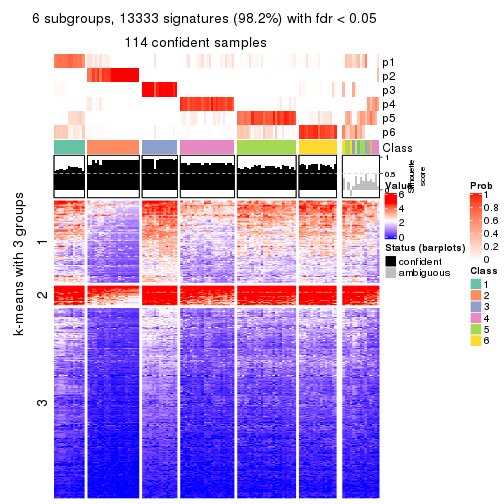 6 subgroups, 13333 signatures (98.2%) with fdr < 0.05
114 confident samples
p1
p2
p3
p4
p5
p6
Class
1
0.5
0
Silhouette
score
k-means with 3 groups
1
2
3
Value
6
4
2
0
Status (barplots)
confident
ambiguous
Prob
1
0.8
0.6
0.4
0.2
0
Class
1
2
3
4
5
6